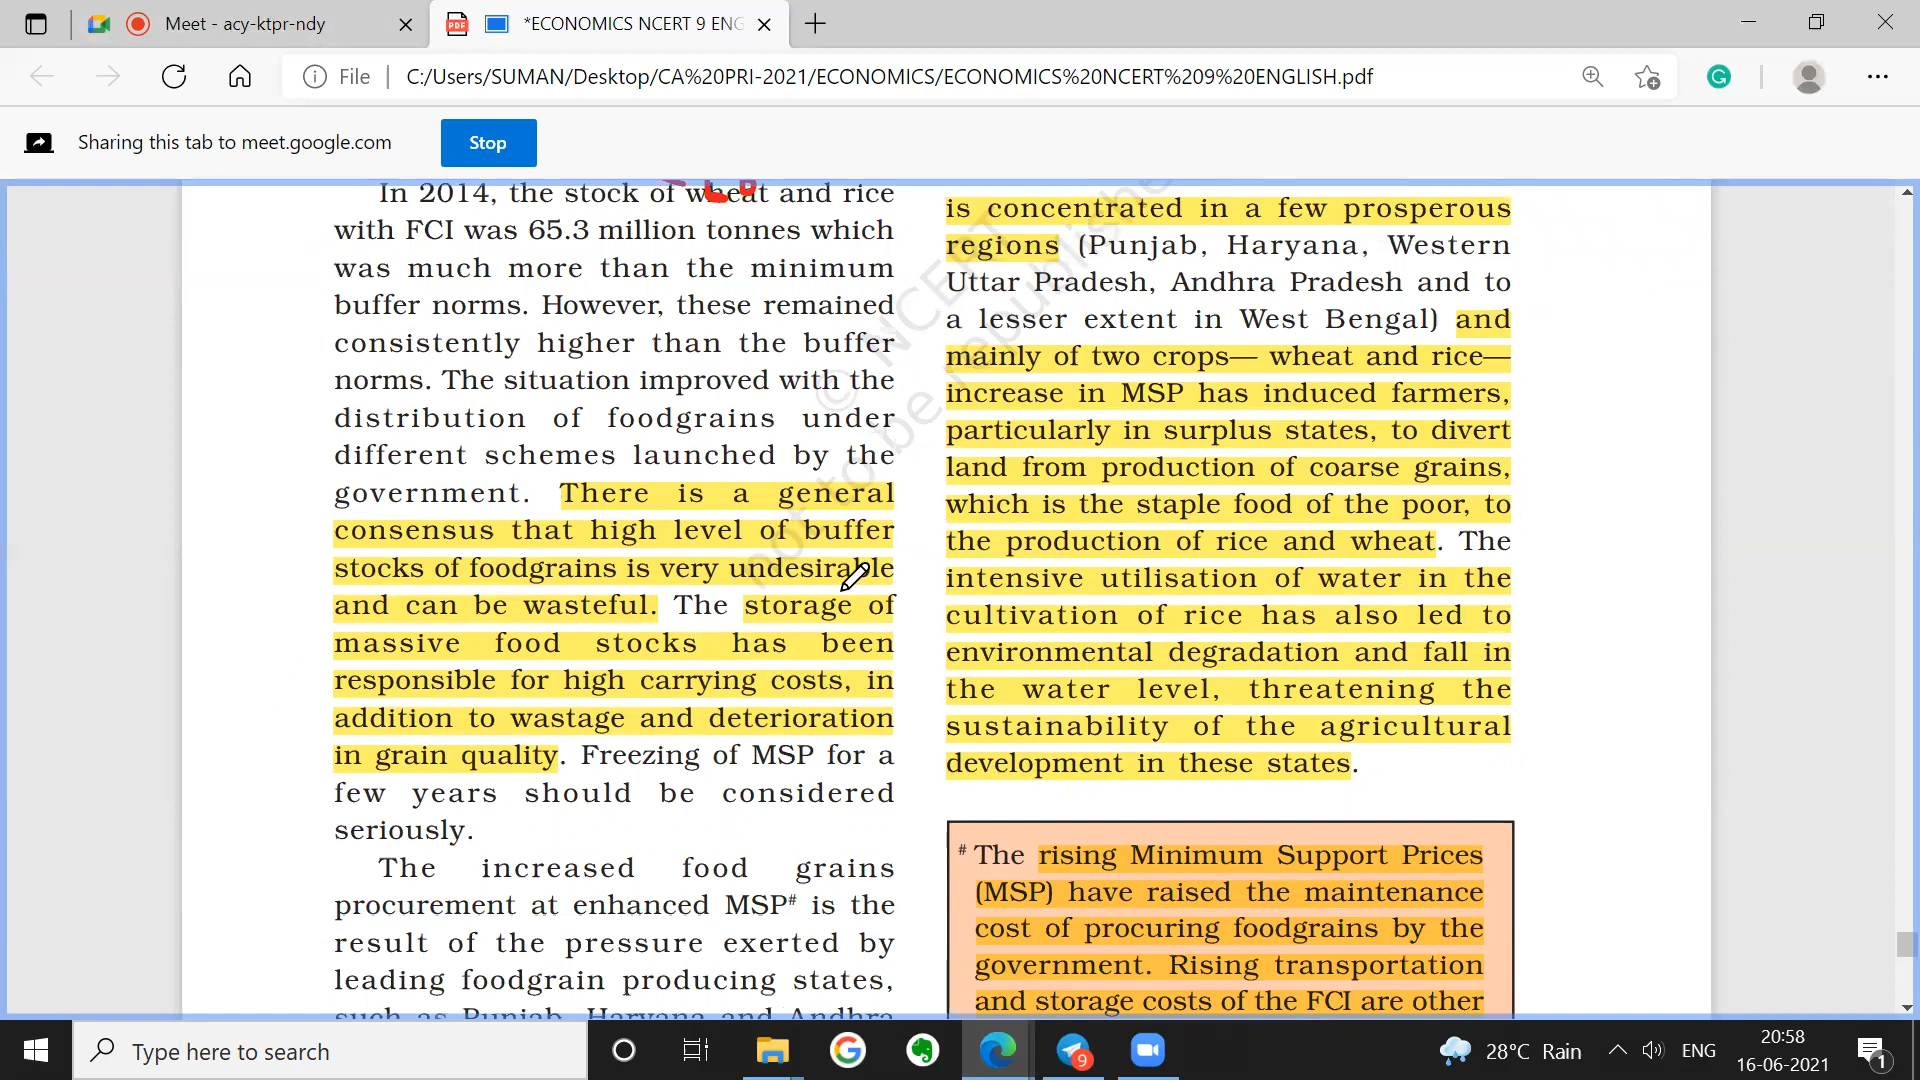 Meet - acy-ktpr-ndy
*ECONOMICS NCERT 9 ENG
File
C:/Users/SUMAN/Desktop/CA%20PRI-2021/ECONOMICS/ECONOMICS%20NCERT%209%20ENGLISH.pdf
Sharing this tab to meet.google.com
Stop
In 2014, the stock of wheat and rice
with FCI was 65.3 million tonnes which
was much more than the minimum
buffer norms. However, these remained
consistently higher than the buffer
norms. The situation improved with the
distribution of foodgrains under
different schemes launched by the
government. There is a general
consensus that high level of buffer
stocks of foodgrains is very undesirable
and can be wasteful. The storage of
massive food stocks has been
responsible for high carrying costs, in
addition to wastage and deterioration
in grain quality. Freezing of MSP for a
few years should be considered
seriously.
The increased food grains
procurement at enhanced MSP# is the
result of the pressure exerted by
leading foodgrain producing states,
such as Punjab, Haryana and Andhra
is concentrated in a few prosperous
regions (Punjab, Haryana, Western
Uttar Pradesh, Andhra Pradesh and to
a lesser extent in West Bengal) and
mainly of two crops— wheat and rice—
increase in MSP has induced farmers,
particularly in surplus states, to divert
land from production of coarse grains,
which is the staple food of the poor, to
the production of rice and wheat. The
intensive utilisation of water in the
cultivation of rice has also led to
environmental degradation and fall in
the water level, threatening the
sustainability of the agricultural
development in these states.
# The rising Minimum Support Prices
(MSP) have raised the maintenance
cost of procuring foodgrains by the
government. Rising transportation
and storage costs of the FCI are other
© NCERT
not to be republishe
Type here to search
9
28°C Rain
ENG
20:58
16-06-2021
1